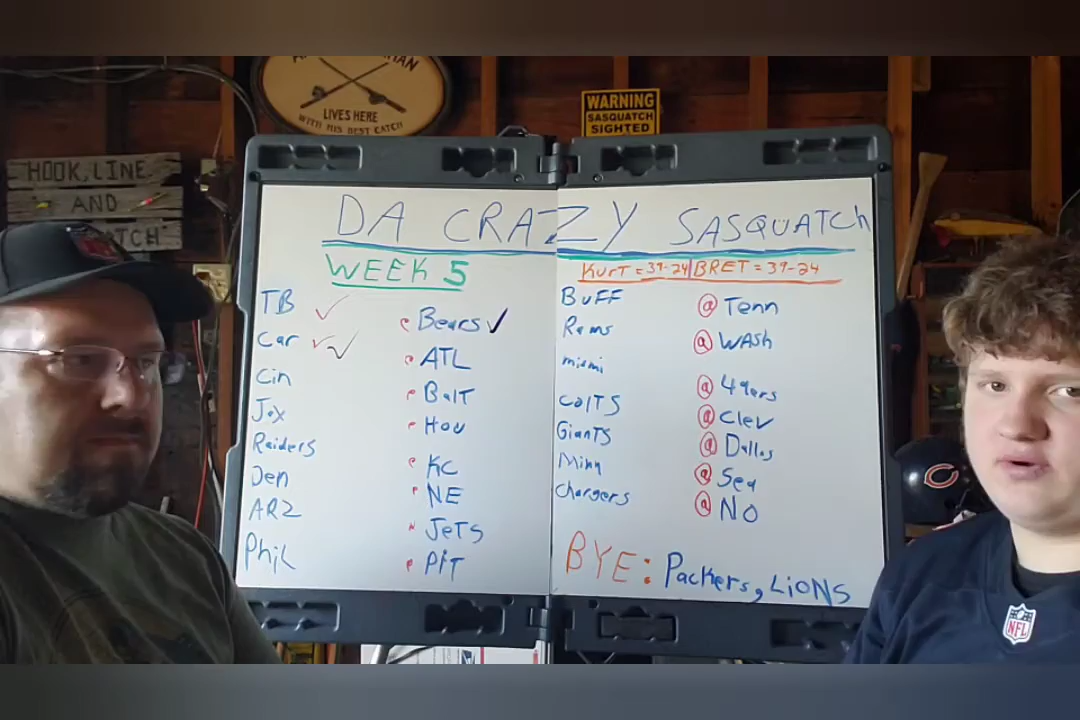 MAN
LIVES HERE
WITH HIS BEST CATCH
WARNING
SASQUATCH
SIGHTED
HOOK, LINE
AND
TCH
DA CRAZY SASQUATCH
WEEK 5
KURT = 39-24 | BRET = 39-24
TB ✓ @ Bears ✓
Car ✓✓ @ ATL
Cin @ BalT
Jax @ HOU
Raiders @ KC
Den @ NE
ARZ @ JeTS
PhiL @ PiT
BuFF @ Tenn
Rams @ WAsh
miami @ 49ers
colTS @ Clev
GianTS @ Dallas
Minn @ Sea
Chargers @ NO
BYE: Packers, LiONS
C
NFL